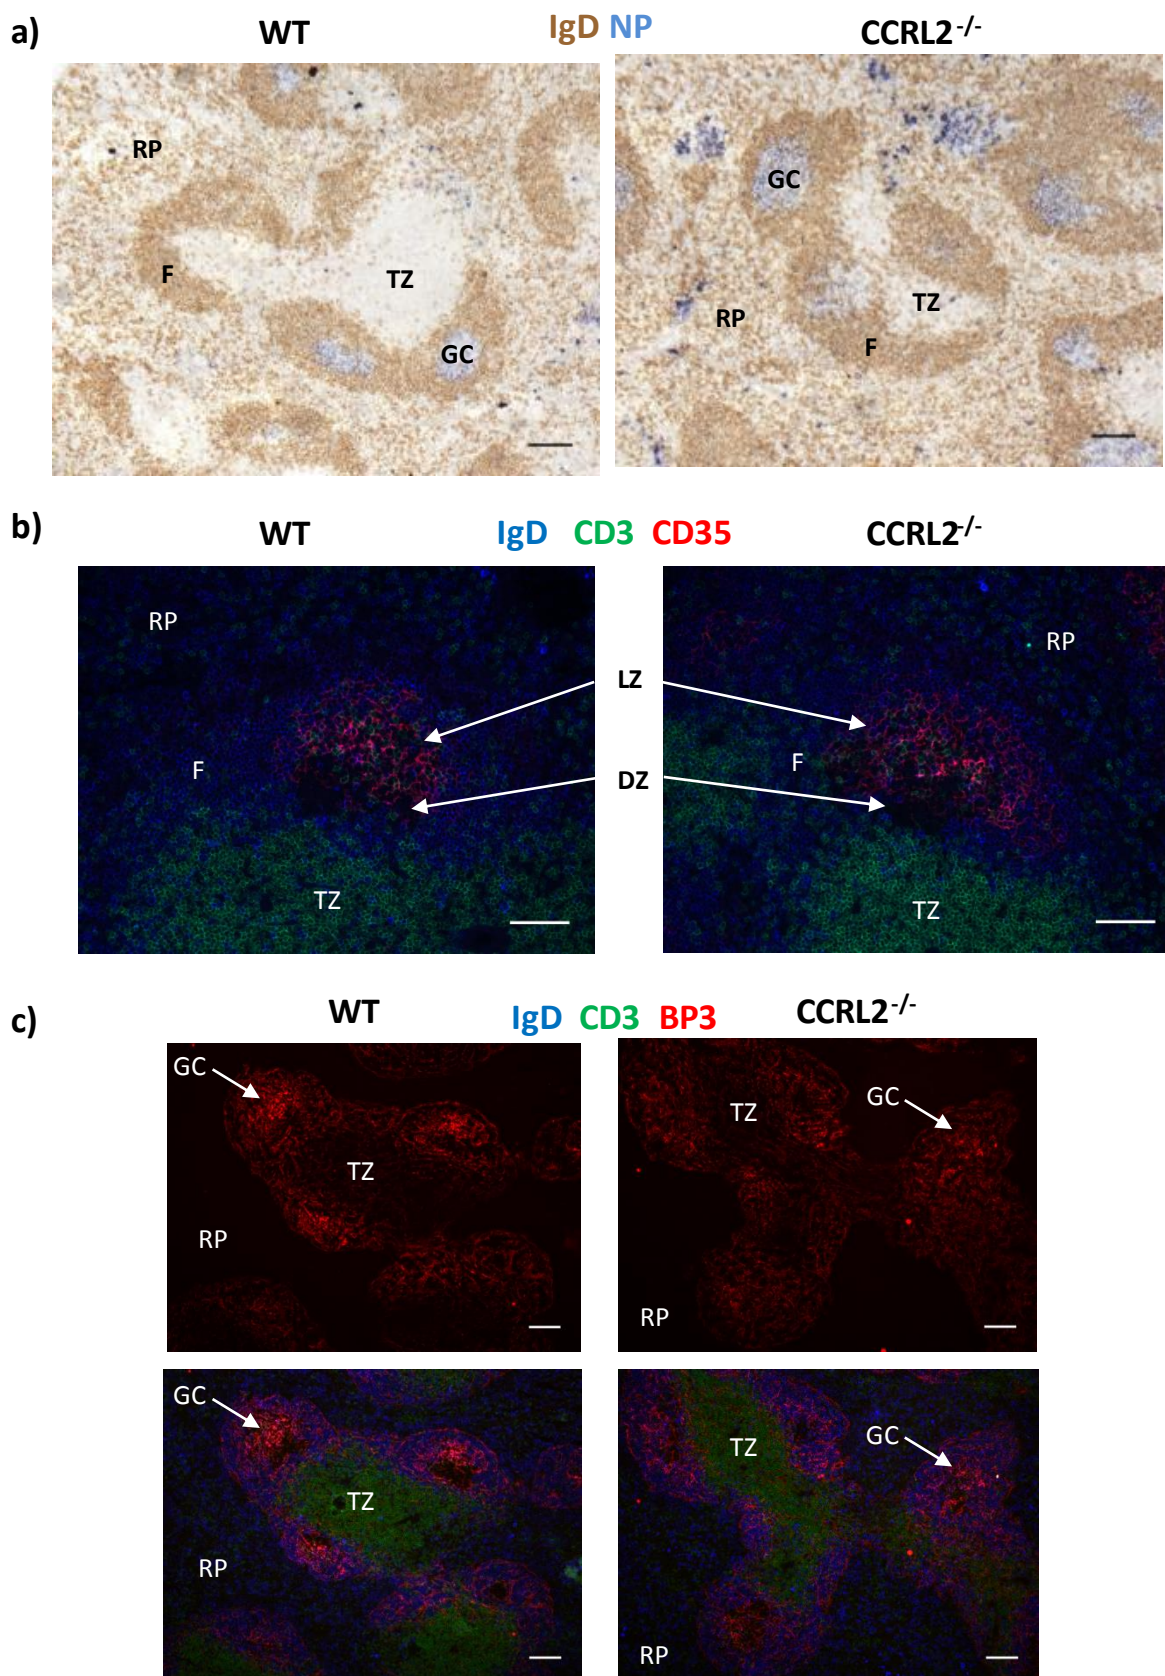 a)
WT
IgD NP
CCRL2-/-
RP
F
TZ
GC
GC
TZ
RP
F
b)
WT
IgD CD3 CD35
CCRL2-/-
RP
F
TZ
LZ
DZ
RP
F
TZ
c)
WT
IgD CD3 BP3
CCRL2-/-
GC
TZ
RP
TZ
GC
RP
GC
TZ
RP
TZ
GC
RP